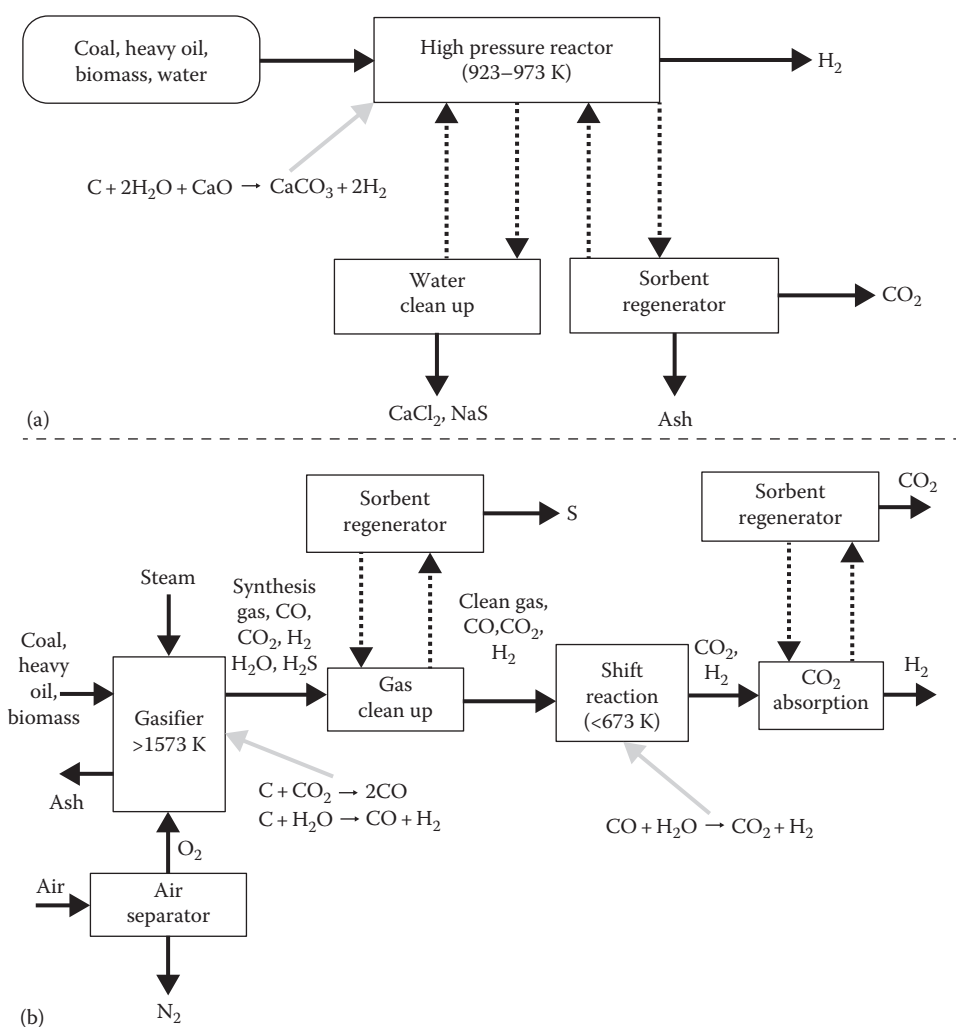 Coal, heavy oil,
biomass, water
High pressure reactor
(923–973 K)
H₂
C + 2H₂O + CaO → CaCO₃ + 2H₂
Water
clean up
Sorbent
regenerator
CO₂
CaCl₂, NaS
Ash
(a)
Sorbent
regenerator
S
Sorbent
regenerator
CO₂
Steam
Synthesis
gas, CO,
CO₂, H₂
H₂O, H₂S
Clean gas,
CO,CO₂,
H₂
Coal,
heavy
oil,
biomass
Gasifier
>1573 K
Gas
clean up
Shift
reaction
(<673 K)
CO₂,
H₂
CO₂
absorption
H₂
Ash
C + CO₂ → 2CO
C + H₂O → CO + H₂
CO + H₂O → CO₂ + H₂
O₂
Air
Air
separator
N₂
(b)